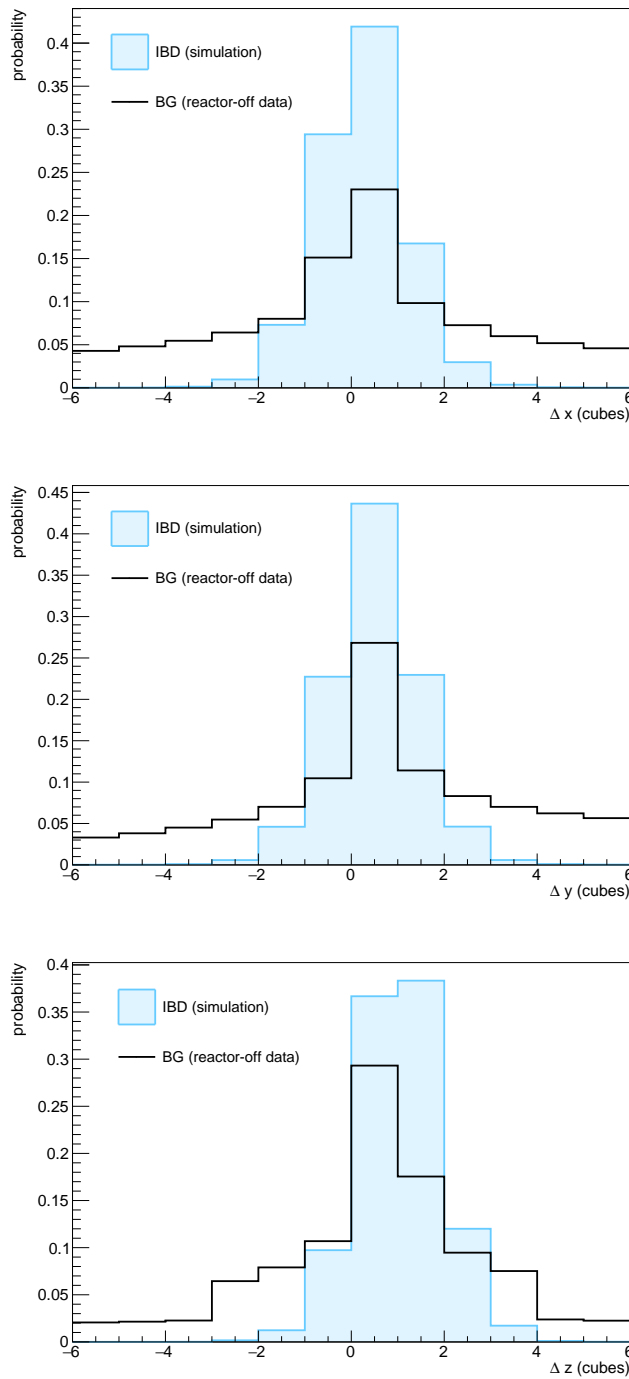 probability
0.4
0.35
0.3
0.25
0.2
0.15
0.1
0.05
0
IBD (simulation)
BG (reactor-off data)
−6 −4 −2 0 2 4 6
Δ x (cubes)
probability
0.45
0.4
0.35
0.3
0.25
0.2
0.15
0.1
0.05
0
IBD (simulation)
BG (reactor-off data)
−6 −4 −2 0 2 4 6
Δ y (cubes)
probability
0.4
0.35
0.3
0.25
0.2
0.15
0.1
0.05
0
IBD (simulation)
BG (reactor-off data)
−6 −4 −2 0 2 4 6
Δ z (cubes)